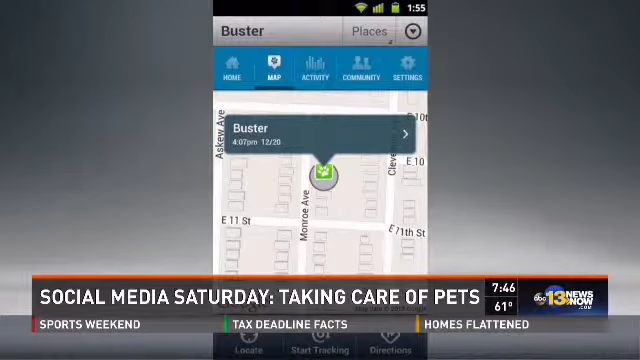 1:55
Buster
Places
HOME
MAP
ACTIVITY
COMMUNITY
SETTINGS
Askew Ave
Buster
4:07pm 12/20
E 10
Monroe Ave
E 11 St
E 11th St
SOCIAL MEDIA SATURDAY: TAKING CARE OF PETS
7:46
61°
abc 13 NEWS NOW
.COM
SPORTS WEEKEND
TAX DEADLINE FACTS
HOMES FLATTENED
Locate
Start Tracking
Directions